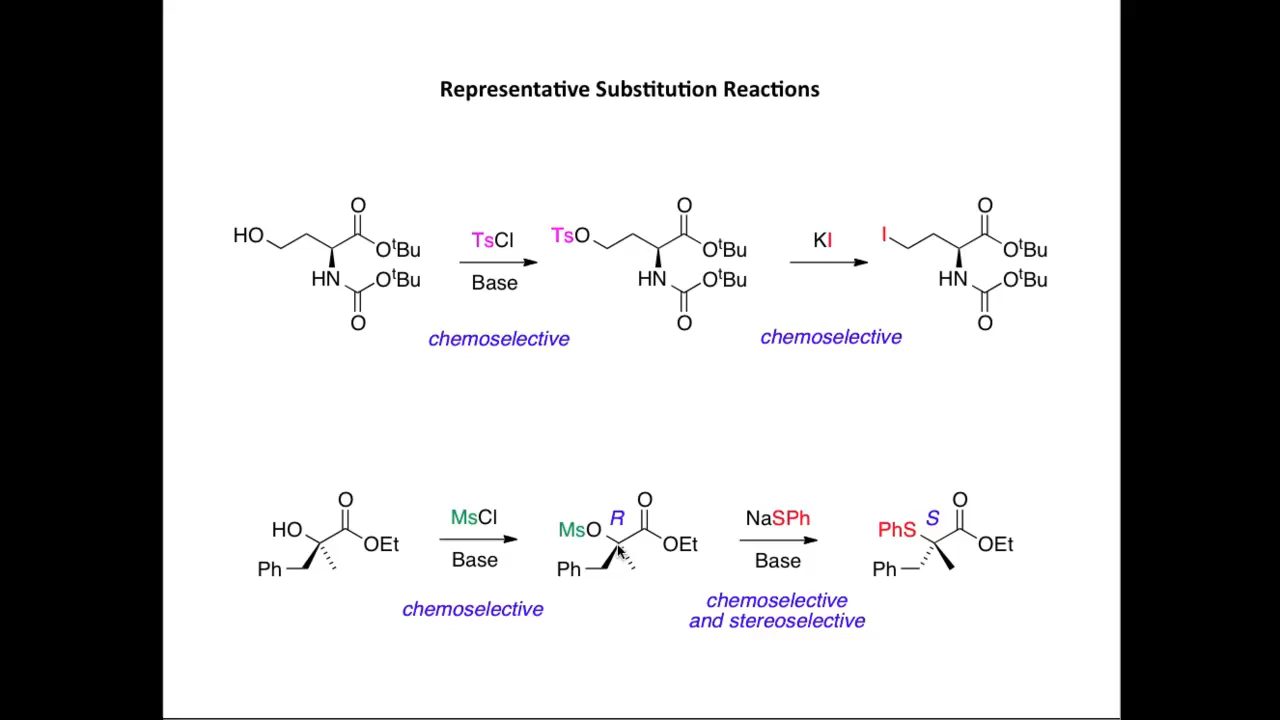 Representative Substitution Reactions
O
O
O
HO
TsCl
TsO
KI
I
OᵗBu
OᵗBu
OᵗBu
HN
OᵗBu
Base
HN
OᵗBu
HN
OᵗBu
O
O
O
chemoselective
chemoselective
O
O
O
HO
MsCl
MsO
R
NaSPh
PhS
S
OEt
OEt
OEt
Ph
Base
Ph
Base
Ph
chemoselective
chemoselective
and stereoselective